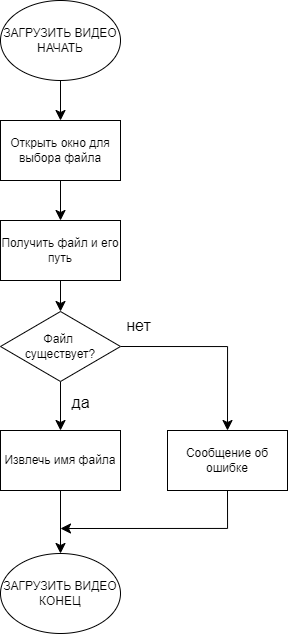 ЗАГРУЗИТЬ ВИДЕО
НАЧАТЬ
Открыть окно для
выбора файла
Получить файл и его
путь
Файл
существует?
нет
да
Извлечь имя файла
Сообщение об
ошибке
ЗАГРУЗИТЬ ВИДЕО
КОНЕЦ